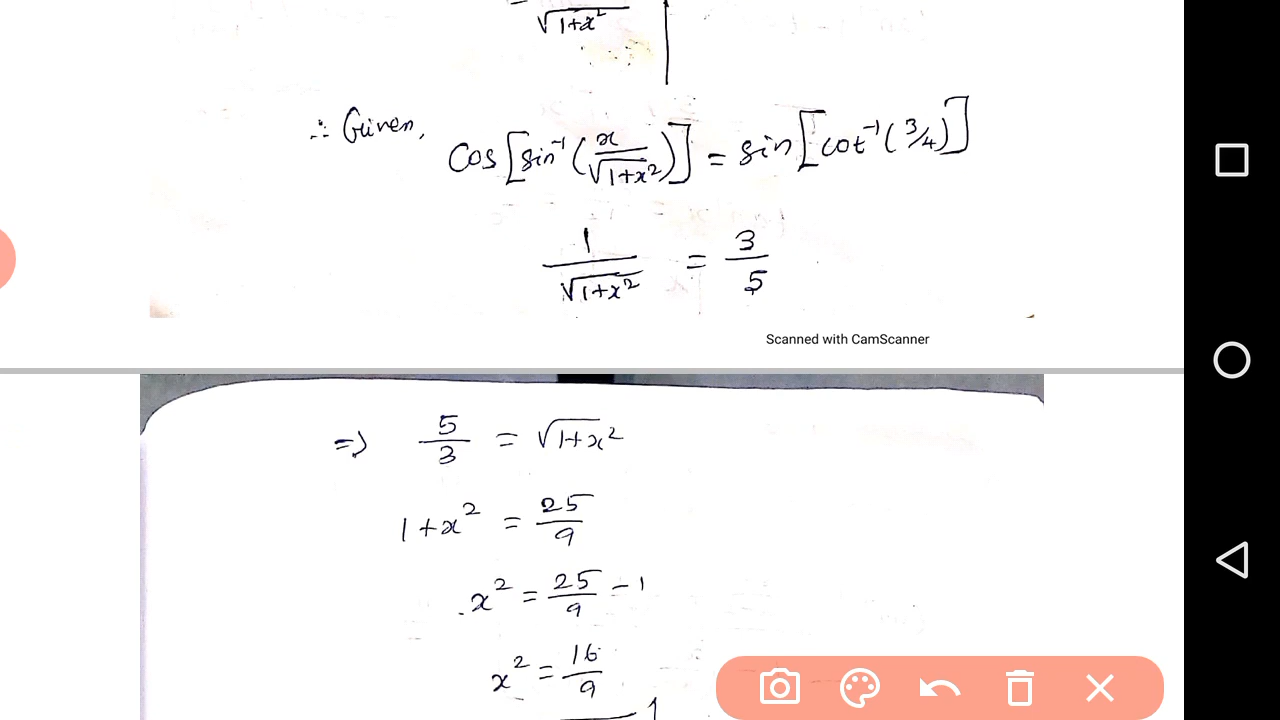 √1+x²
∴ Given,
Cos[sin⁻¹(x/√1+x²)] = sin[cot⁻¹(3/4)]
1/√1+x² = 3/5
Scanned with CamScanner
=> 5/3 = √1+x²
1+x² = 25/9
x² = 25/9 - 1
x² = 16/9